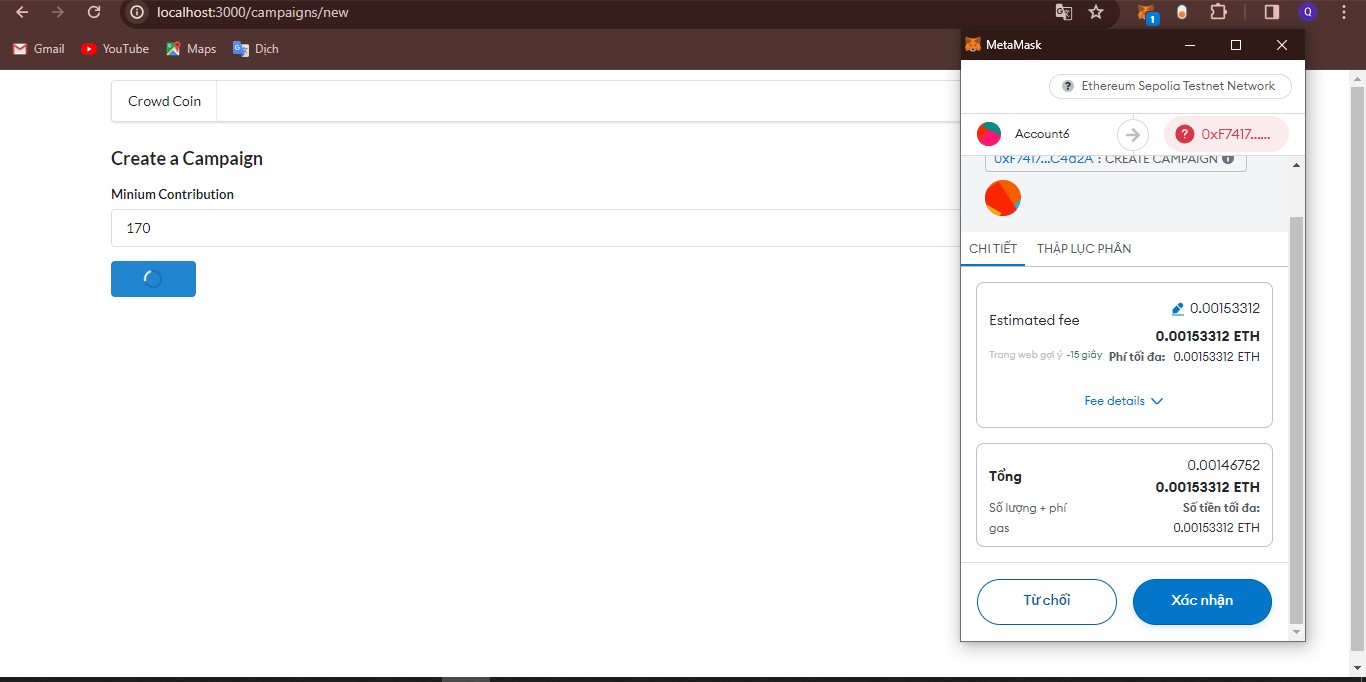 localhost:3000/campaigns/new
1
Q
Gmail
YouTube
Maps
Dịch
MetaMask
Ethereum Sepolia Testnet Network
Crowd Coin
Account6
0xF7417......
Create a Campaign
0xF7417...C4d2A : CREATE CAMPAIGN
Minium Contribution
170
CHI TIẾT
THẬP LỤC PHÂN
Estimated fee
0.00153312
0.00153312 ETH
Trang web gợi ý ~15 giây Phí tối đa: 0.00153312 ETH
Fee details
Tổng
0.00146752
0.00153312 ETH
Số lượng + phí gas
Số tiền tối đa:
0.00153312 ETH
Từ chối
Xác nhận